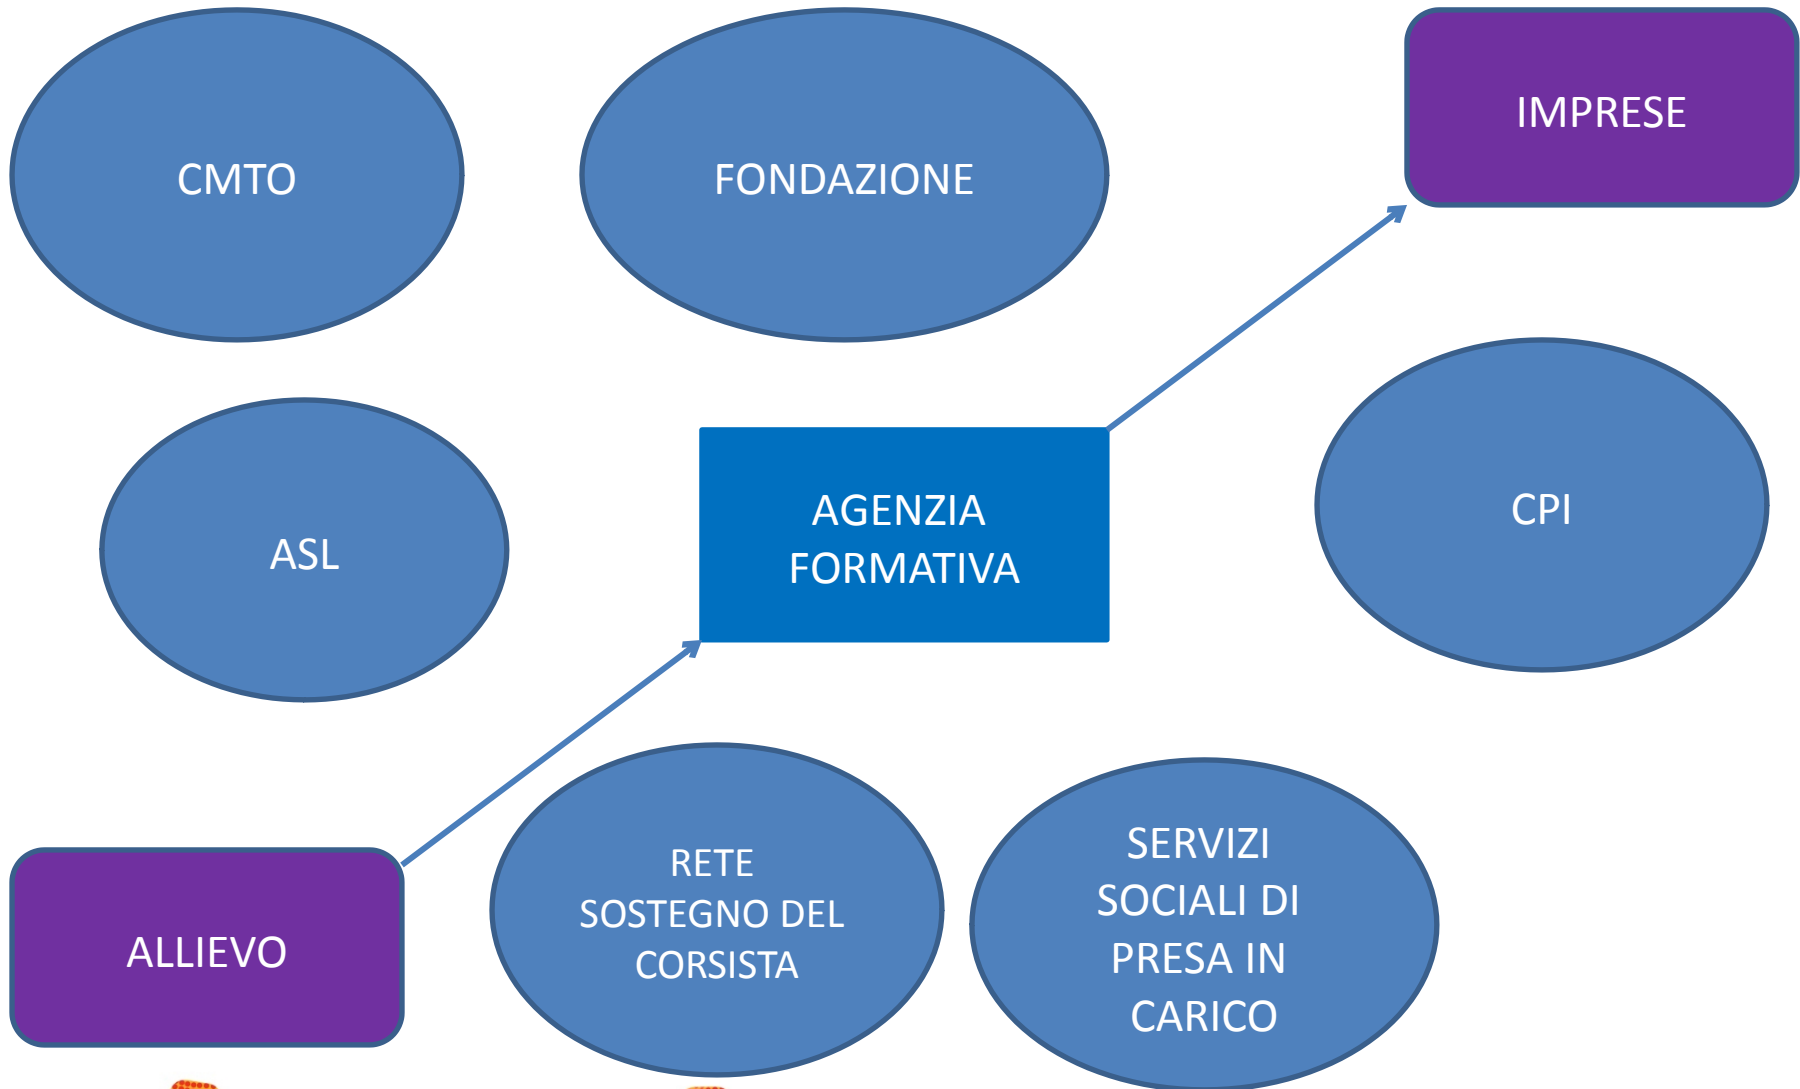 CMTO
FONDAZIONE
IMPRESE
ASL
AGENZIA
FORMATIVA
CPI
ALLIEVO
RETE
SOSTEGNO DEL
CORSISTA
SERVIZI
SOCIALI DI
PRESA IN
CARICO